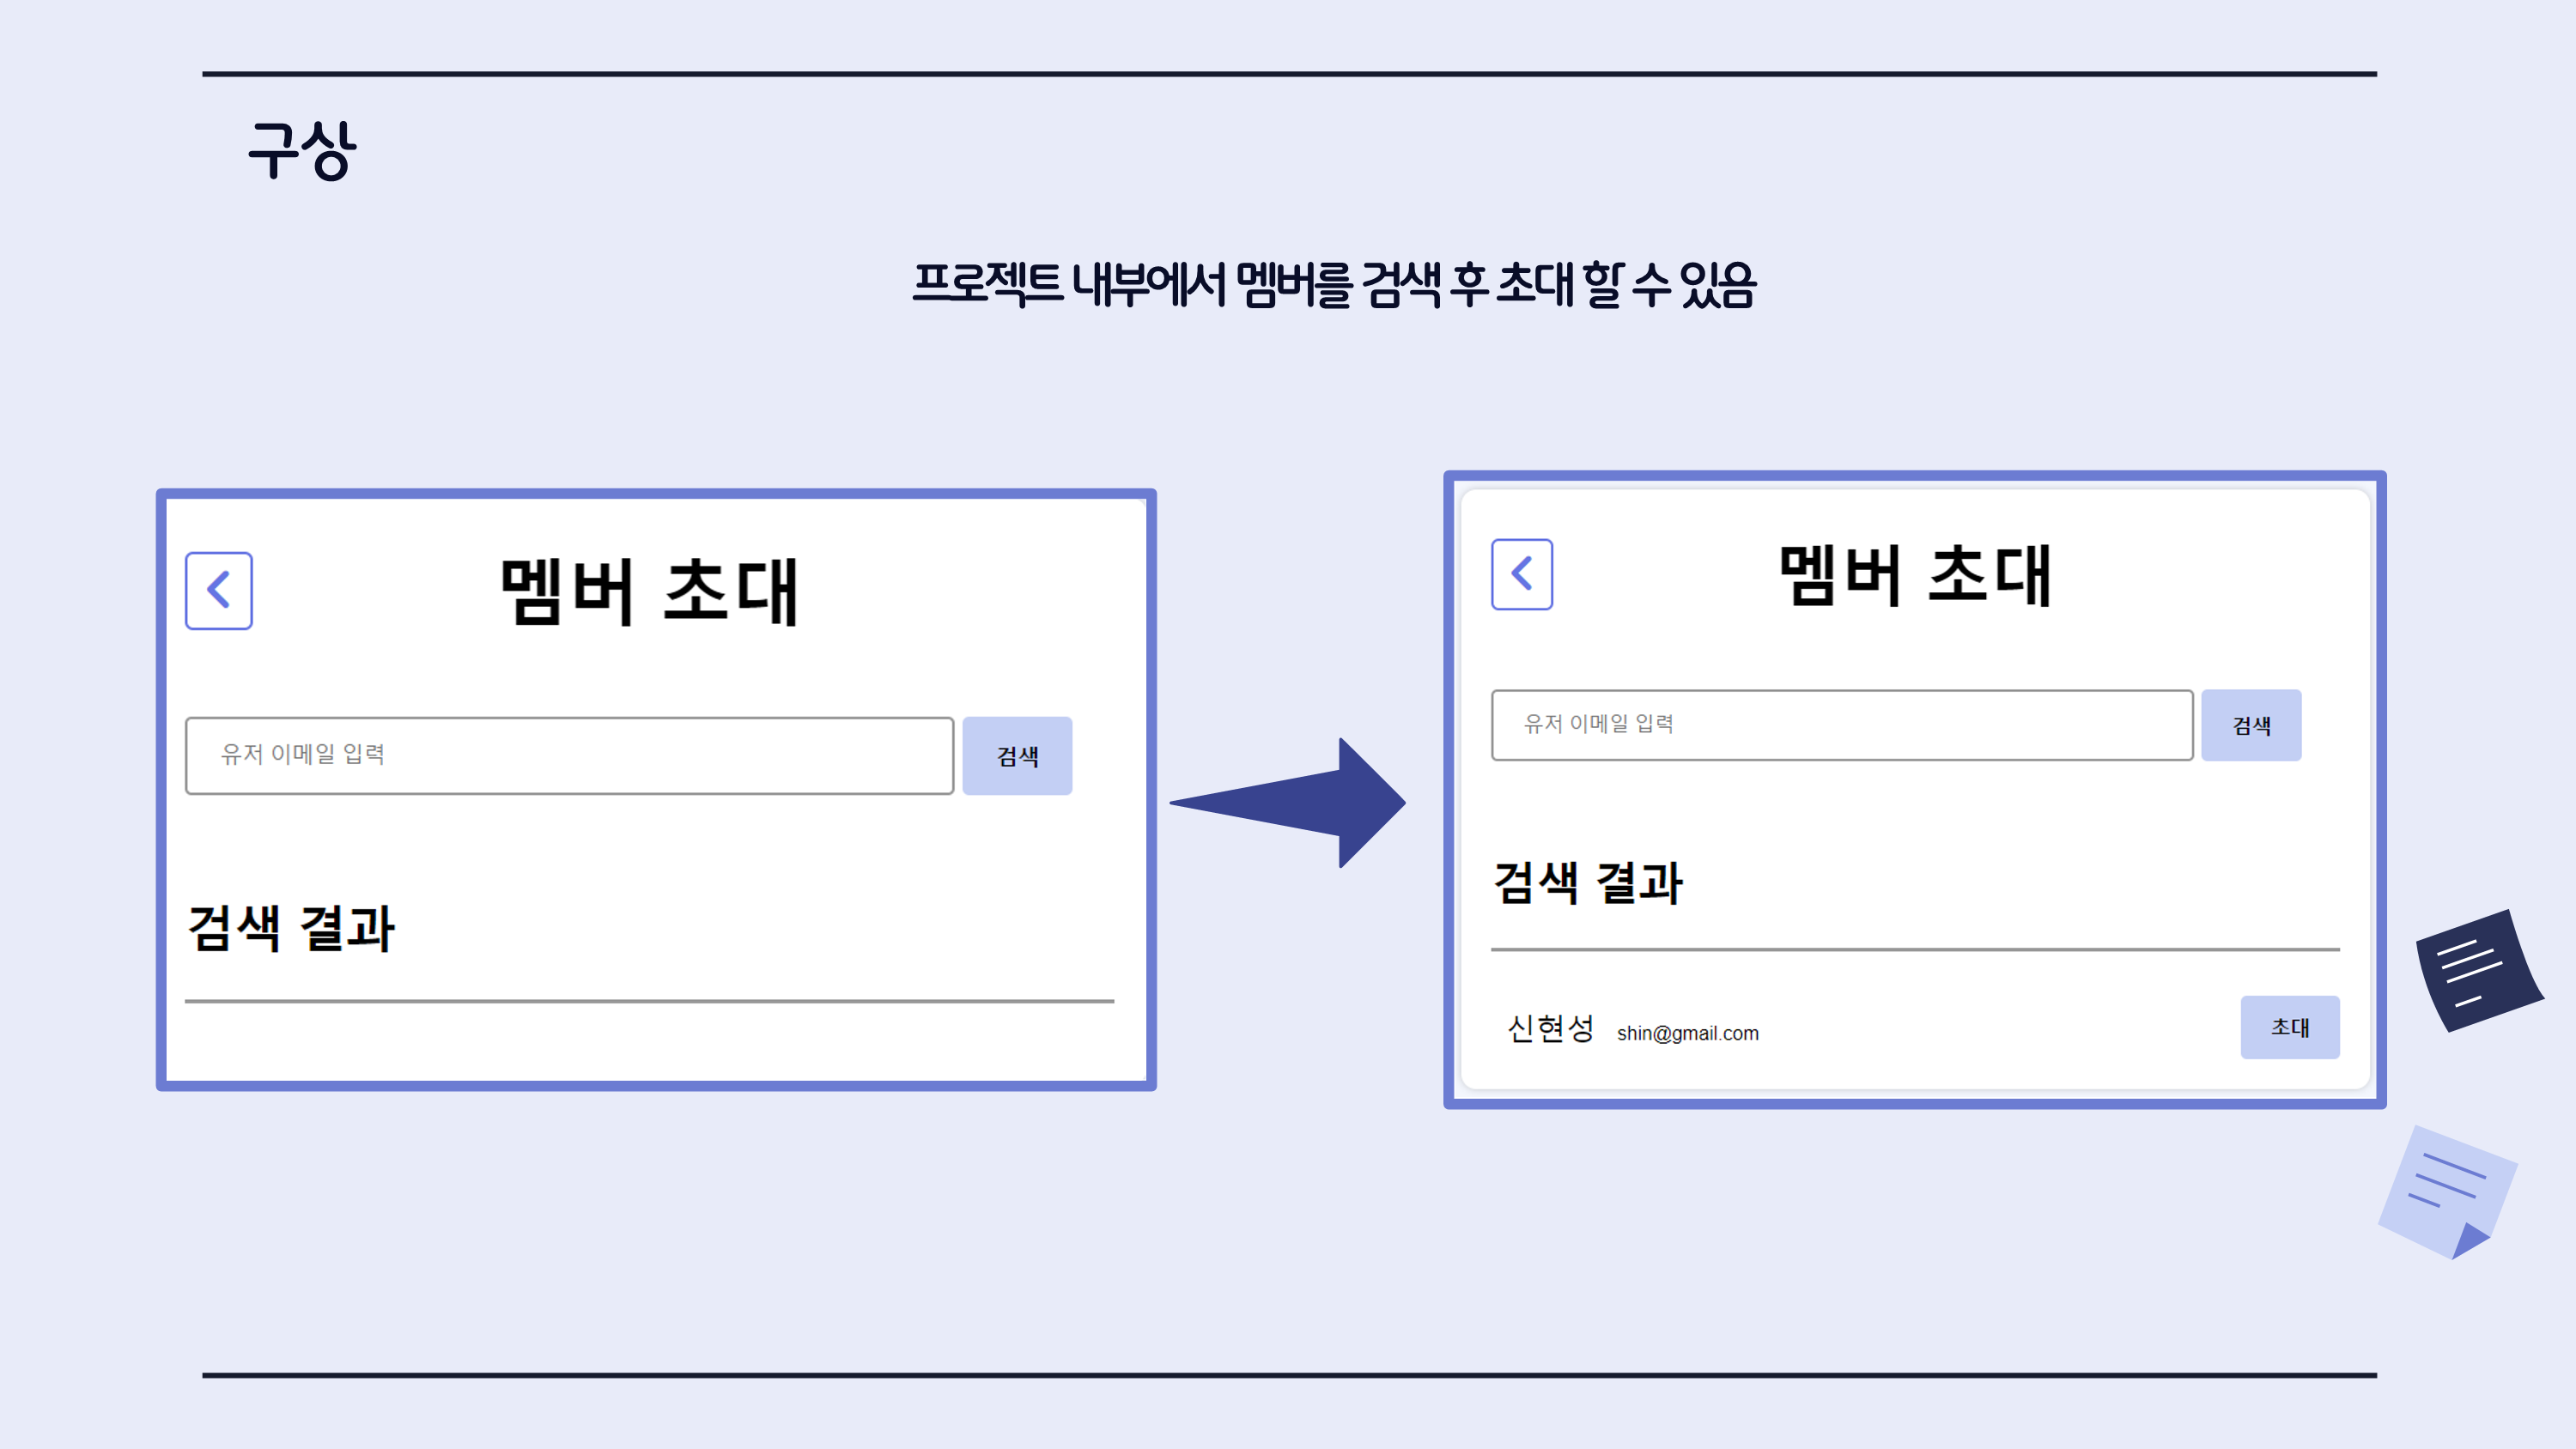 구상
프로젝트 내부에서 멤버를 검색 후 초대 할 수 있음
멤버 초대
유저 이메일 입력
검색
검색 결과
멤버 초대
유저 이메일 입력
검색
검색 결과
신현성 shin@gmail.com
초대